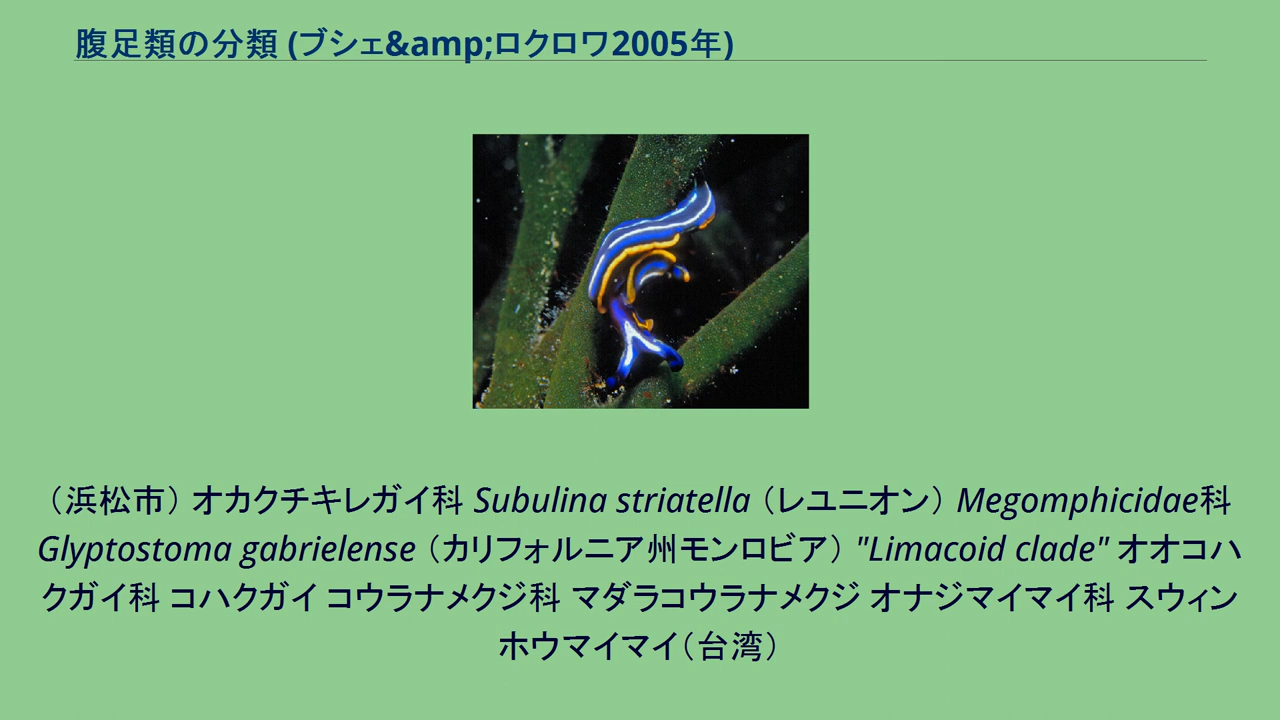 腹足類の分類 (ブシェ&amp;ロクロワ2005年)
（浜松市） オカクチキレガイ科 Subulina striatella （レユニオン） Megomphicidae科
Glyptostoma gabrielense （カリフォルニア州モンロビア） "Limacoid clade" オオコハ
クガイ科 コハクガイ コウラナメクジ科 マダラコウラナメクジ オナジマイマイ科 スウィン
ホウマイマイ（台湾）